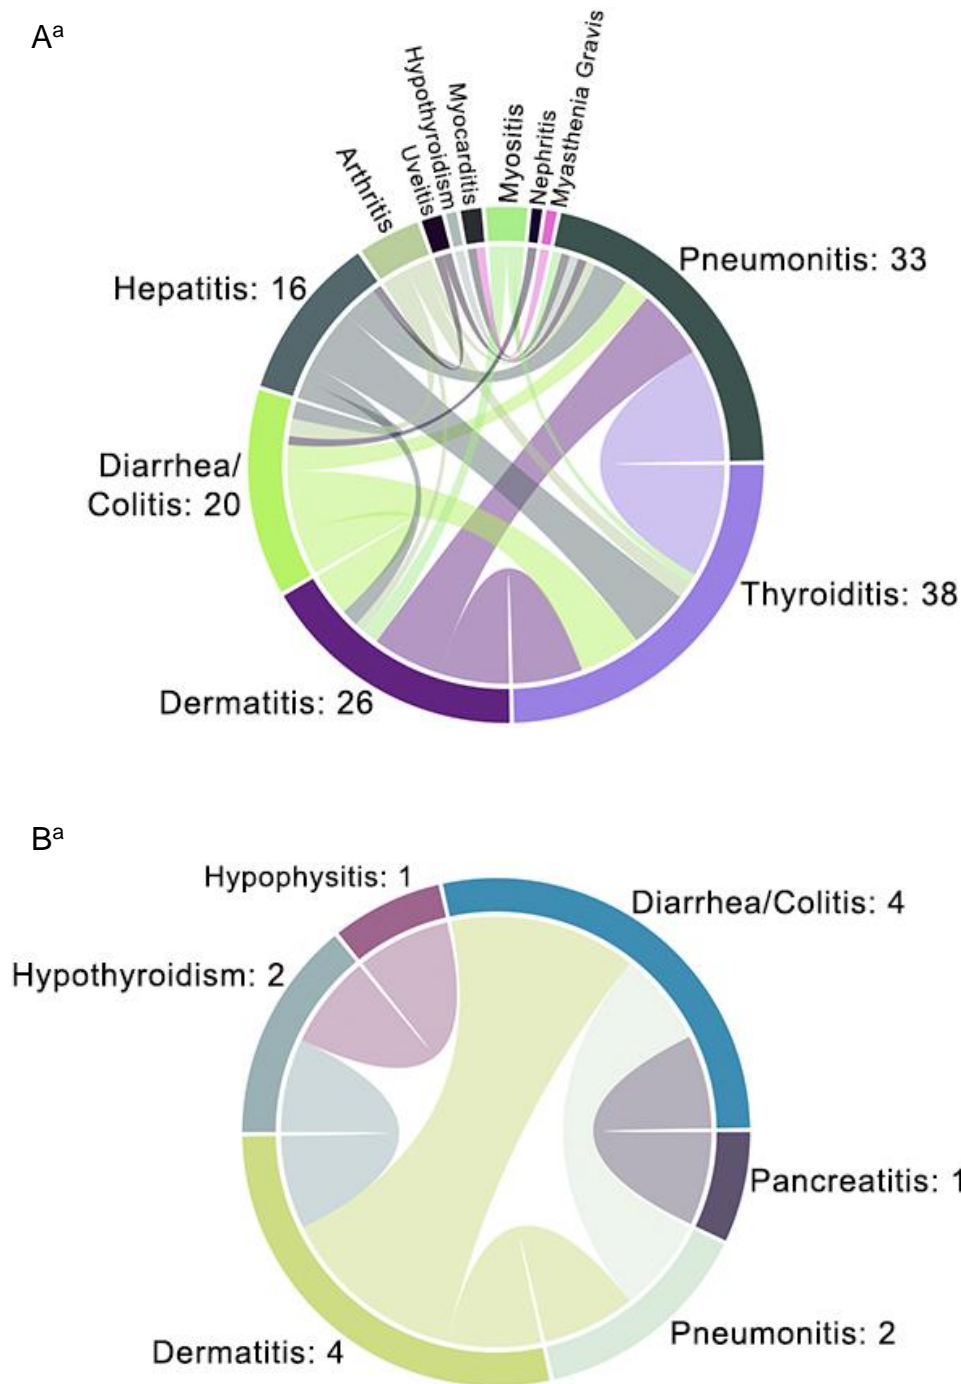 Aᵃ
Arthritis
Uveitis
Hypothyroidism
Myocarditis
Myositis
Nephritis
Myasthenia Gravis
Pneumonitis: 33
Hepatitis: 16
Diarrhea/
Colitis: 20
Thyroiditis: 38
Dermatitis: 26
Bᵃ
Hypophysitis: 1
Diarrhea/Colitis: 4
Hypothyroidism: 2
Pancreatitis: 1
Pneumonitis: 2
Dermatitis: 4